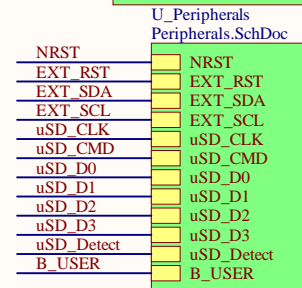 U_Peripherals
Peripherals.SchDoc
NRST NRST
EXT_RST EXT_RST
EXT_SDA EXT_SDA
EXT_SCL EXT_SCL
uSD_CLK uSD_CLK
uSD_CMD uSD_CMD
uSD_D0 uSD_D0
uSD_D1 uSD_D1
uSD_D2 uSD_D2
uSD_D3 uSD_D3
uSD_Detect uSD_Detect
B_USER B_USER